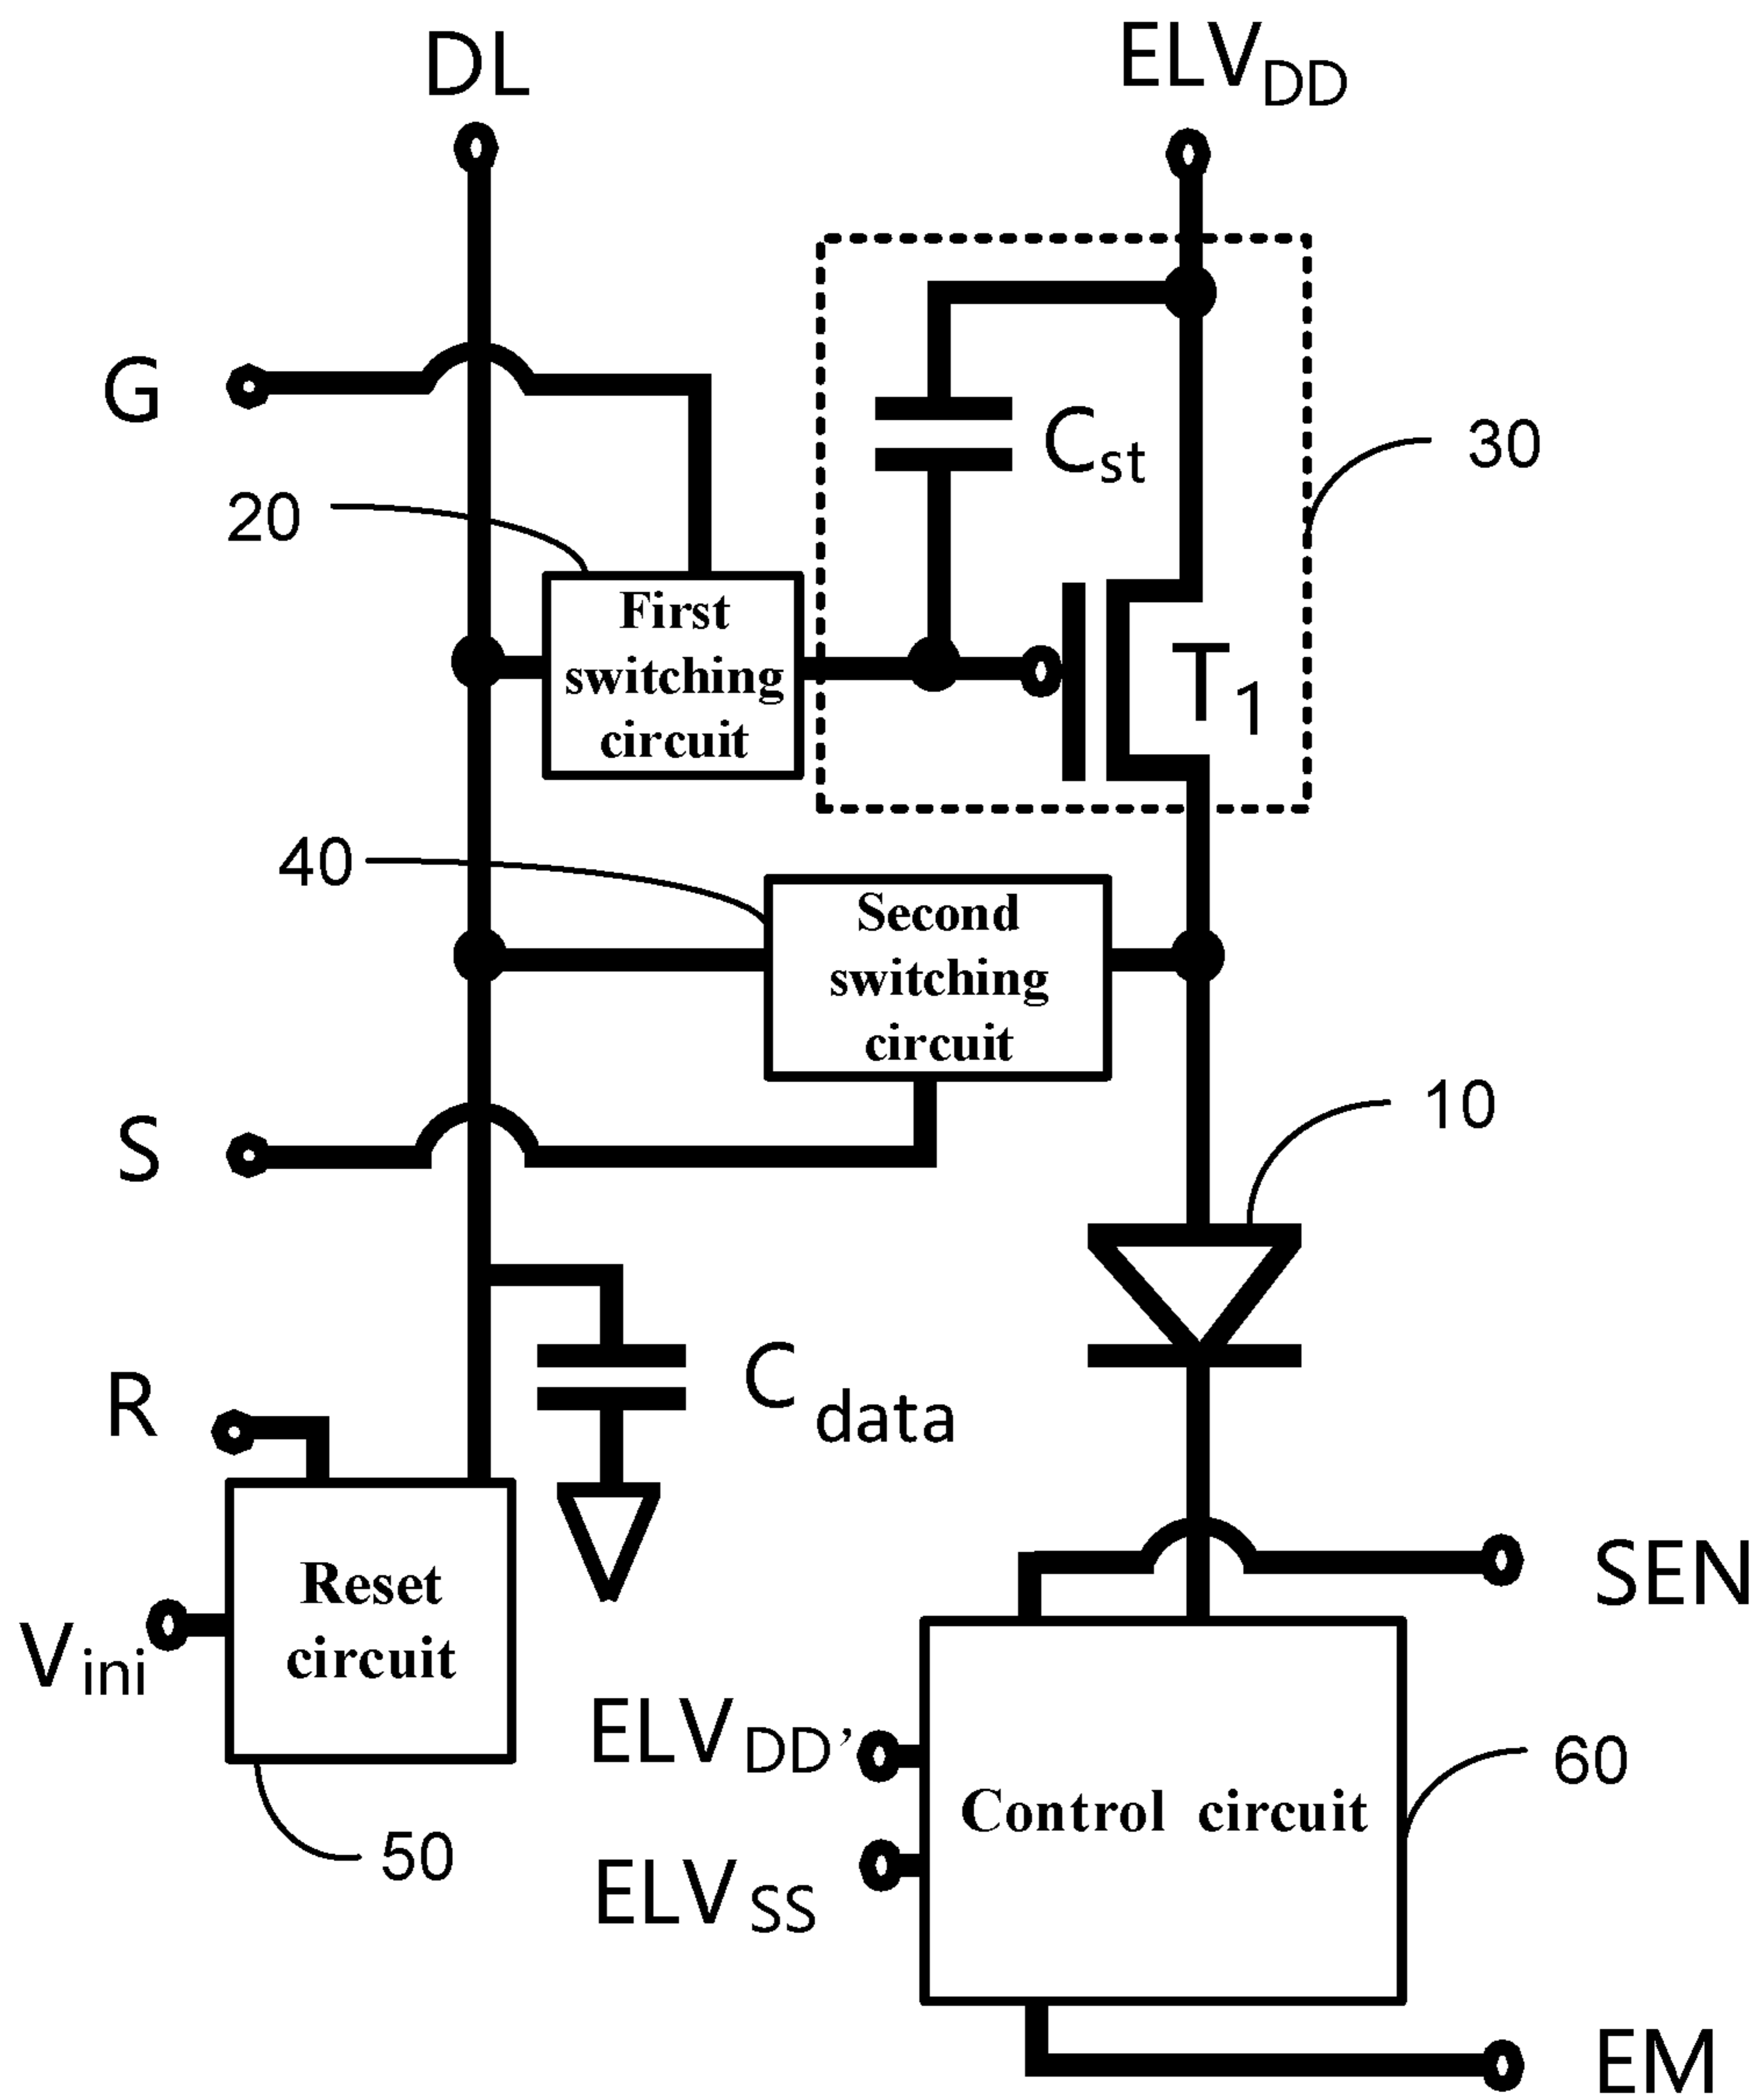 DL
ELVDD
G
Cst
30
20
First
switching
circuit
T1
40
Second
switching
circuit
10
S
R
Cdata
Reset
circuit
SEN
Vini
ELVDD’
60
Control circuit
50
ELVSS
EM